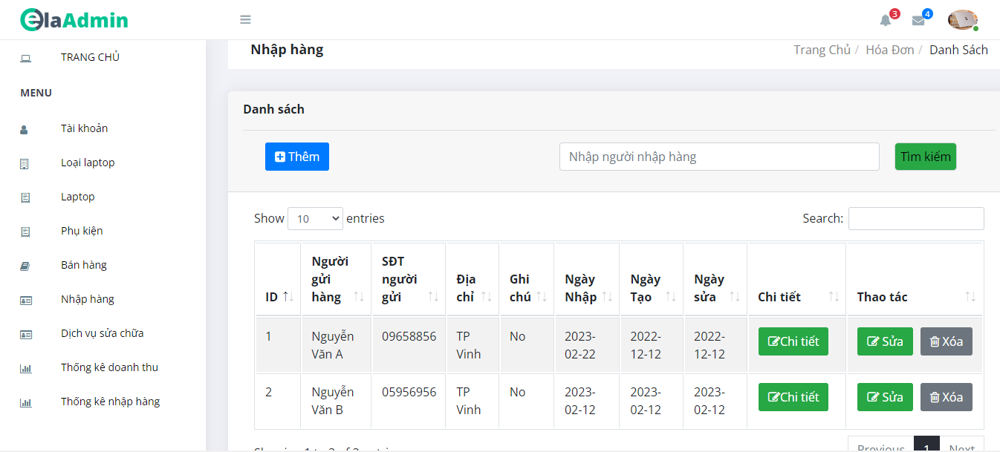 elaAdmin
3
4
TRANG CHỦ
MENU
Tài khoản
Loại laptop
Laptop
Phụ kiện
Bán hàng
Nhập hàng
Dịch vụ sửa chữa
Thống kê doanh thu
Thống kê nhập hàng
Nhập hàng
Trang Chủ / Hóa Đơn / Danh Sách
Danh sách
Thêm
Nhập người nhập hàng
Tìm kiếm
Show 10 entries
Search:
ID
Người
gửi
hàng
SĐT
người
gửi
Địa
chỉ
Ghi
chú
Ngày
Nhập
Ngày
Tạo
Ngày
sửa
Chi tiết
Thao tác
1
Nguyễn
Văn A
09658856
TP
Vinh
No
2023-
02-22
2022-
12-12
2022-
12-12
Chi tiết
Sửa
Xóa
2
Nguyễn
Văn B
05956956
TP
Vinh
No
2023-
02-12
2023-
02-12
2023-
02-12
Chi tiết
Sửa
Xóa
Previous
1
Next